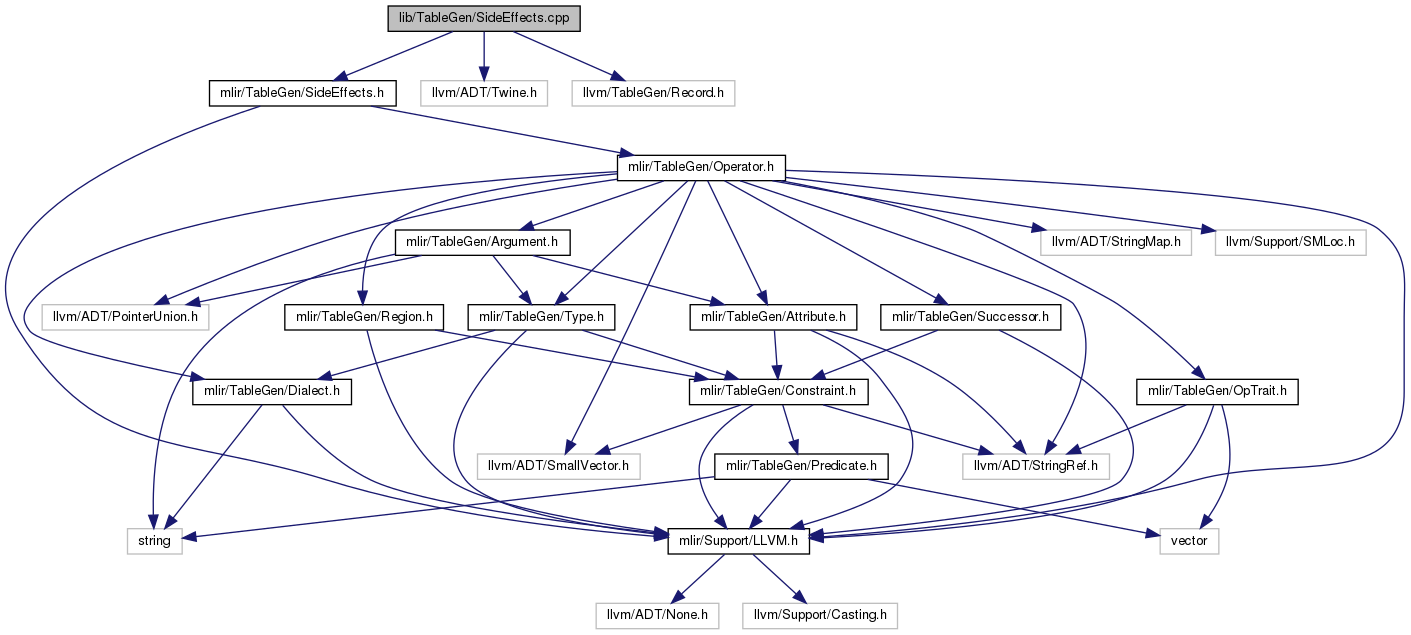 lib/TableGen/SideEffects.cpp
mlir/TableGen/SideEffects.h
llvm/ADT/Twine.h
llvm/TableGen/Record.h
mlir/TableGen/Operator.h
mlir/TableGen/Argument.h
llvm/ADT/StringMap.h
llvm/Support/SMLoc.h
llvm/ADT/PointerUnion.h
mlir/TableGen/Region.h
mlir/TableGen/Type.h
mlir/TableGen/Attribute.h
mlir/TableGen/Successor.h
mlir/TableGen/Dialect.h
mlir/TableGen/Constraint.h
mlir/TableGen/OpTrait.h
llvm/ADT/SmallVector.h
mlir/TableGen/Predicate.h
llvm/ADT/StringRef.h
string
mlir/Support/LLVM.h
vector
llvm/ADT/None.h
llvm/Support/Casting.h